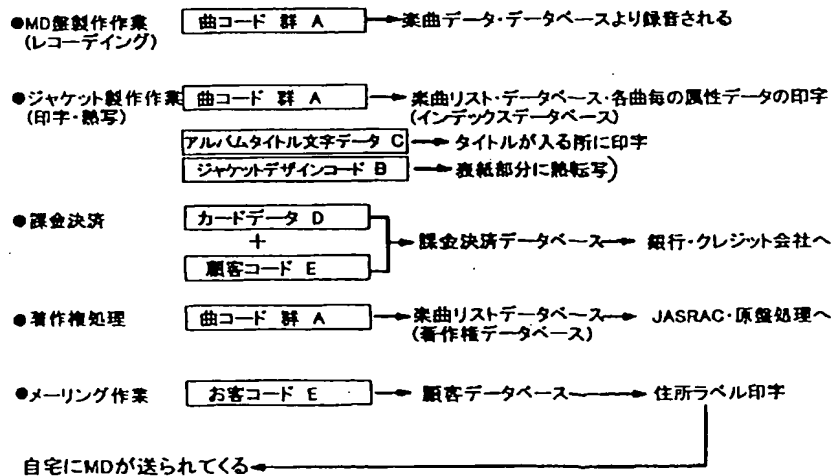 ●MD盤製作作業 曲コード 群 A →楽曲データ・データベースより録音される
(レコーデイング)
●ジャケット製作作業 曲コード 群 A → 楽曲リスト・データベース・各曲毎の属性データの印字
(印字・熱写) (インデックスデータベース)
アルバムタイトル文字データ C → タイトルが入る所に印字
ジャケットデザインコード B → 表紙部分に熱転写)
●課金決済 カードデータ D
+ → 課金決済データベース → 銀行・クレジット会社へ
顧客コード E
●著作権処理 曲コード 群 A →楽曲リストデータベース→ JASRAC・原盤処理へ
(著作権データベース)
●メーリング作業 お客コード E → 顧客データベース → 住所ラベル印字
自宅にMDが送られてくる←